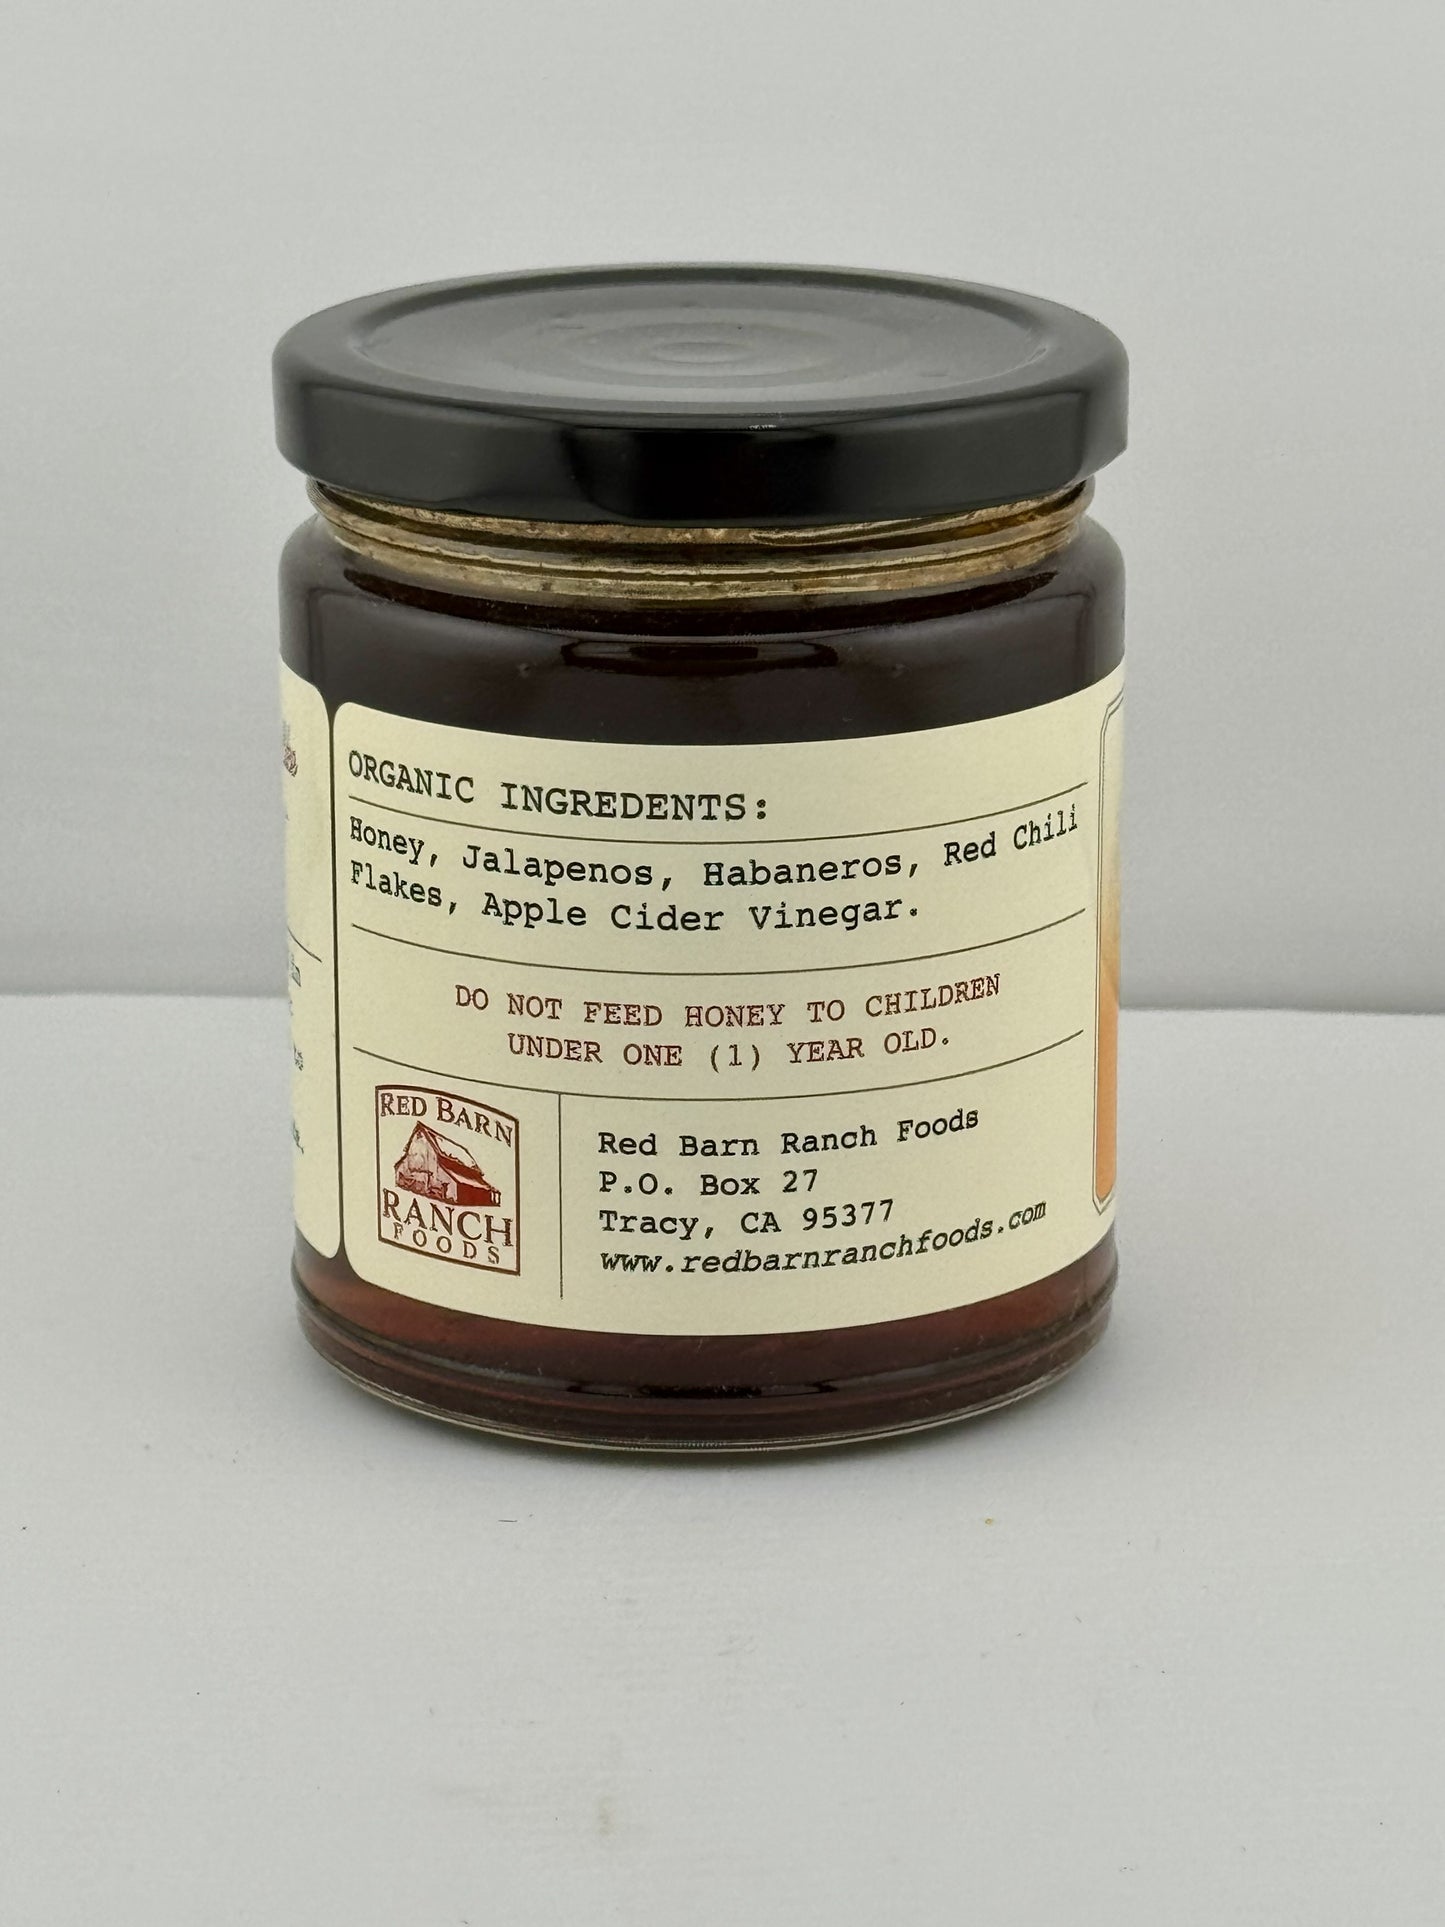 ORGANIC INGREDENTS:
Honey, Jalapenos, Habaneros, Red Chili
Flakes, Apple Cider Vinegar.
DO NOT FEED HONEY TO CHILDREN
UNDER ONE (1) YEAR OLD.
RED BARN
RANCH
FOODS
Red Barn Ranch Foods
P.O. Box 27
Tracy, CA 95377
www.redbarnranchfoods.com